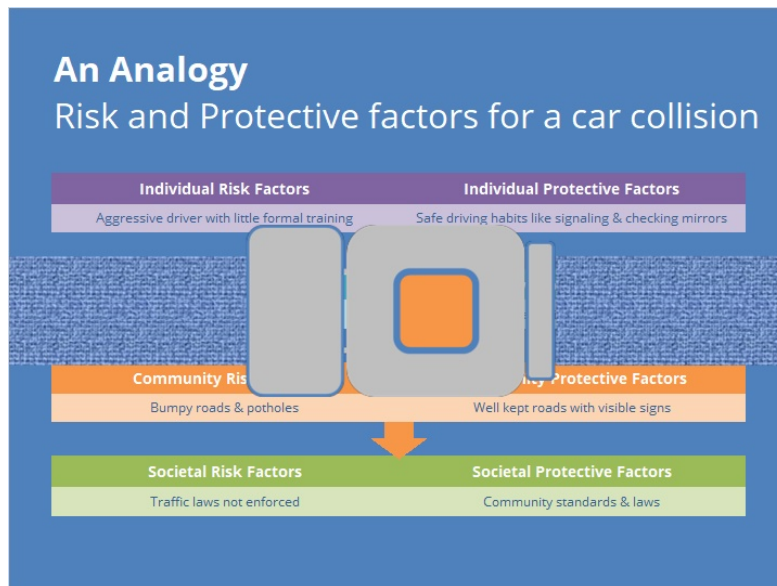 An Analogy
Risk and Protective factors for a car collision
Individual Risk Factors Individual Protective Factors
Aggressive driver with little formal training Safe driving habits like signaling & checking mirrors
Community Protective Factors
Bumpy roads & potholes Well kept roads with visible signs
Societal Risk Factors Societal Protective Factors
Traffic laws not enforced Community standards & laws